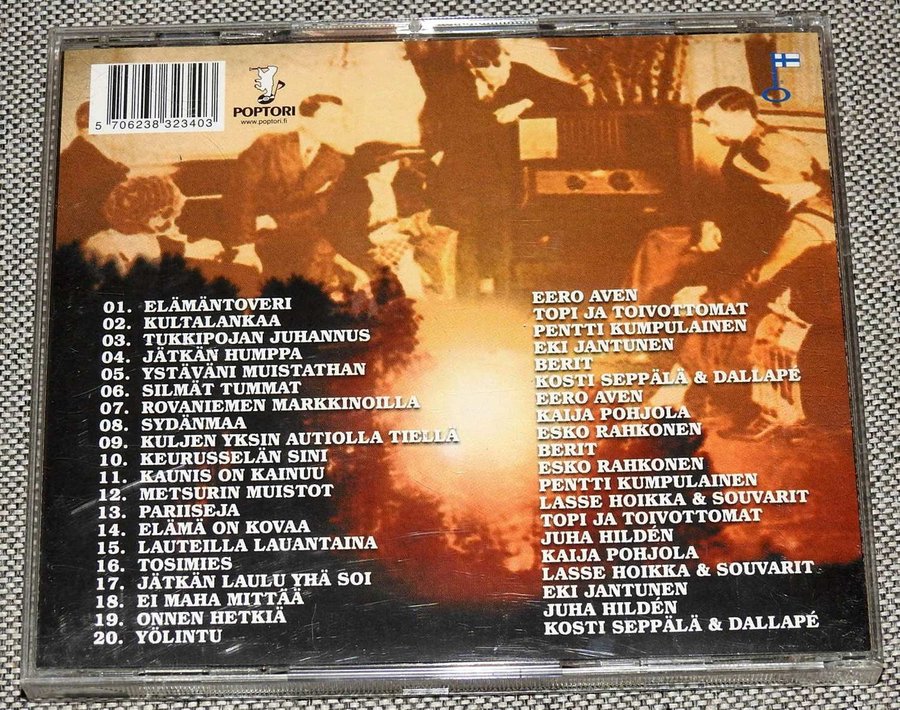 5 706238 323403
POPTORI
www.poptori.fi
01. ELÄMÄNTOVERI EERO AVEN
02. KULTALANKAA TOPI JA TOIVOTTOMAT
03. TUKKIPOJAN JUHANNUS PENTTI KUMPULAINEN
04. JÄTKÄN HUMPPA EKI JANTUNEN
05. YSTÄVÄNI MUISTATHAN BERIT
06. SILMÄT TUMMAT KOSTI SEPPÄLÄ & DALLAPÉ
07. ROVANIEMEN MARKKINOILLA EERO AVEN
08. SYDÄNMAA KAIJA POHJOLA
09. KULJEN YKSIN AUTIOLLA TIELLÄ ESKO RAHKONEN
10. KEURUSSELÄN SINI BERIT
11. KAUNIS ON KAINUU ESKO RAHKONEN
12. METSURIN MUISTOT PENTTI KUMPULAINEN
13. PARIISEJA LASSE HOIKKA & SOUVARIT
14. ELÄMÄ ON KOVAA TOPI JA TOIVOTTOMAT
15. LAUTEILLA LAUANTAINA JUHA HILDÉN
16. TOSIMIES KAIJA POHJOLA
17. JÄTKÄN LAULU YHÄ SOI LASSE HOIKKA & SOUVARIT
18. EI MAHA MITTÄÄ EKI JANTUNEN
19. ONNEN HETKIÄ JUHA HILDÉN
20. YÖLINTU KOSTI SEPPÄLÄ & DALLAPÉ